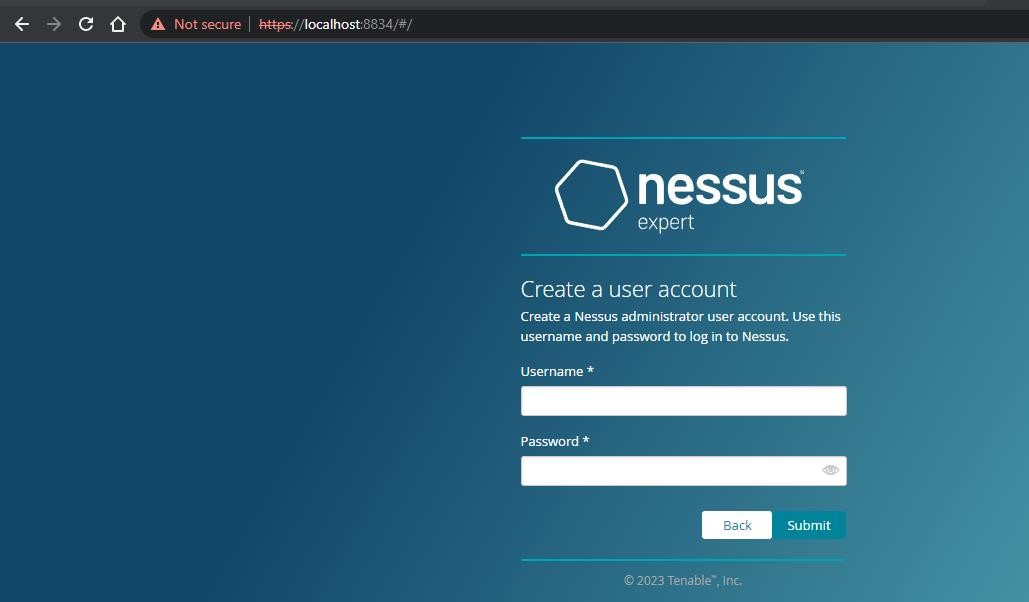 Not secure | https://localhost:8834/#/
nessus
expert
Create a user account
Create a Nessus administrator user account. Use this
username and password to log in to Nessus.
Username *
Password *
Back Submit
© 2023 Tenable™, Inc.